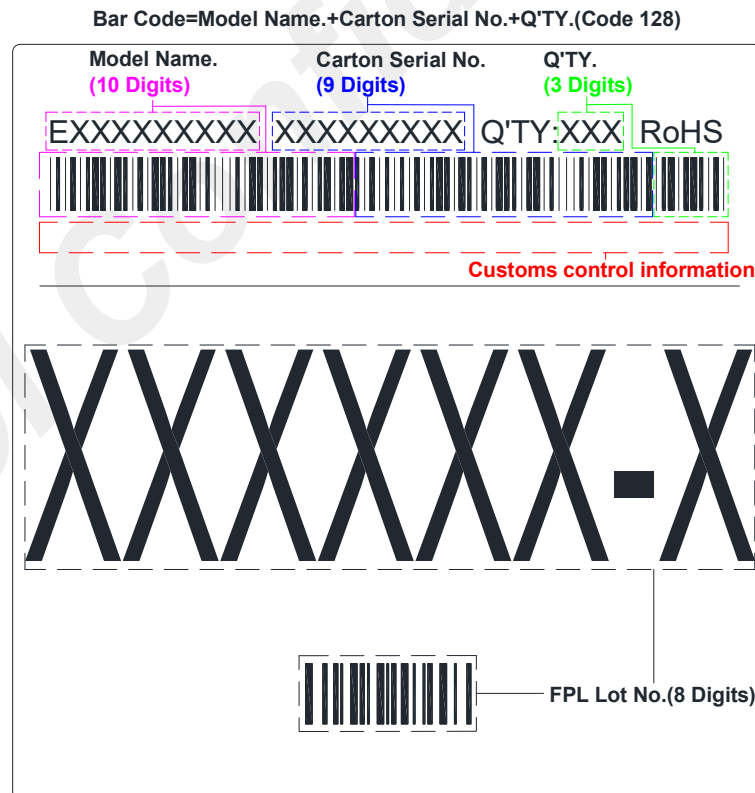 Bar Code=Model Name.+Carton Serial No.+Q'TY.(Code 128)
Model Name. Carton Serial No. Q'TY.
(10 Digits) (9 Digits) (3 Digits)
EXXXXXXXXX XXXXXXXXX Q'TY:XXX RoHS
Customs control information
XXXXXX-X
FPL Lot No.(8 Digits)